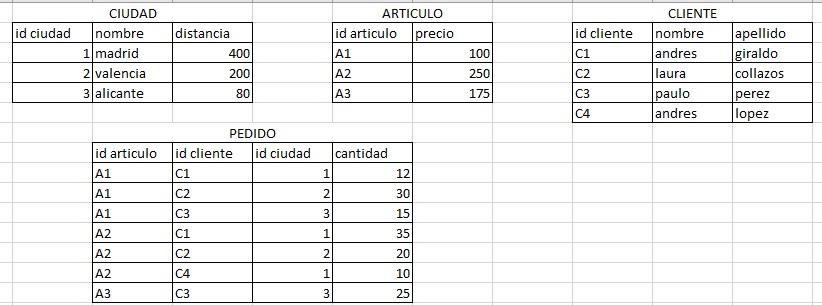 CIUDAD ARTICULO CLIENTE
id ciudad nombre distancia id articulo precio id cliente nombre apellido
1 madrid 400 A1 100 C1 andres giraldo
2 valencia 200 A2 250 C2 laura collazos
3 alicante 80 A3 175 C3 paulo perez
C4 andres lopez
PEDIDO
id articulo id cliente id ciudad cantidad
A1 C1 1 12
A1 C2 2 30
A1 C3 3 15
A2 C1 1 35
A2 C2 2 20
A2 C4 1 10
A3 C3 3 25